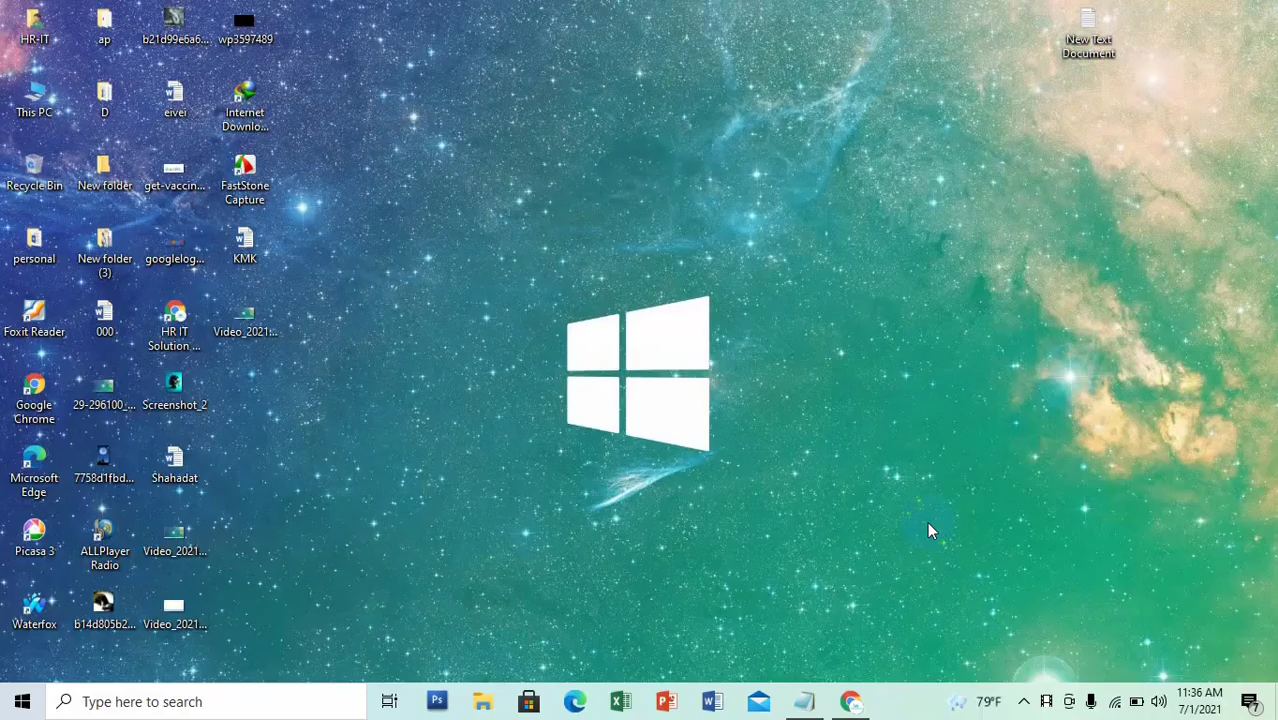 HR-IT
ap
b21d99e6a6...
wp3597489
New Text
Document
This PC
D
eivei
Internet
Downlo...
Recycle Bin
New folder
get-vaccin...
FastStone
Capture
personal
New folder
(3)
googlelog...
KMK
Foxit Reader
000
HR IT
Solution ...
Video_2021...
Google
Chrome
29-296100_...
Screenshot_2
Microsoft
Edge
7758d1fbd...
Shahadat
Picasa 3
ALLPlayer
Radio
Video_2021...
Waterfox
b14d805b2...
Video_2021...
Type here to search
Ps
79°F
11:36 AM
7/1/2021
7